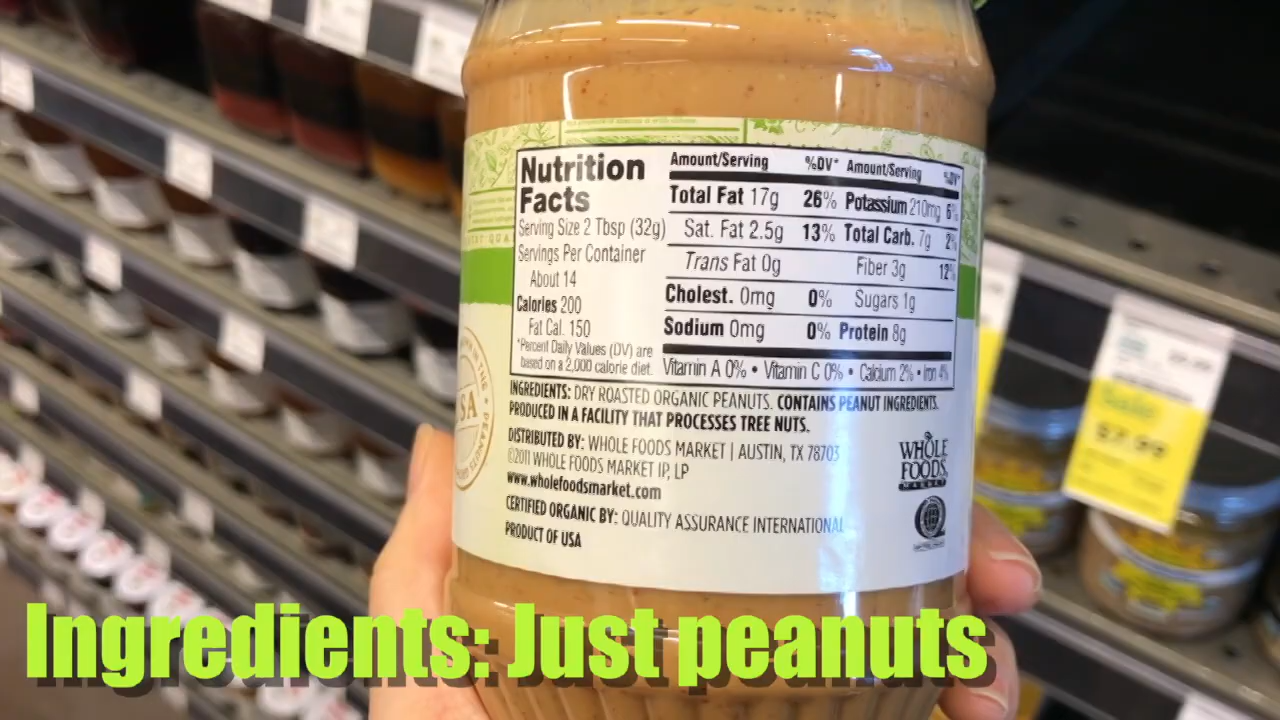 Nutrition Facts
Serving Size 2 Tbsp (32g)
Servings Per Container
About 14
Calories 200
Fat Cal. 150
*Percent Daily Values (DV) are
based on a 2,000 calorie diet.
Amount/Serving %DV* Amount/Serving %DV*
Total Fat 17g 26% Potassium 210mg 6%
Sat. Fat 2.5g 13% Total Carb. 7g 2%
Trans Fat 0g Fiber 3g 12%
Cholest. 0mg 0% Sugars 1g
Sodium 0mg 0% Protein 8g
Vitamin A 0% • Vitamin C 0% • Calcium 2% • Iron 4%
INGREDIENTS: DRY ROASTED ORGANIC PEANUTS. CONTAINS PEANUT INGREDIENTS.
PRODUCED IN A FACILITY THAT PROCESSES TREE NUTS.
DISTRIBUTED BY: WHOLE FOODS MARKET | AUSTIN, TX 78703
©2011 WHOLE FOODS MARKET IP, LP
www.wholefoodsmarket.com
CERTIFIED ORGANIC BY: QUALITY ASSURANCE INTERNATIONAL
PRODUCT OF USA
WHOLE
FOODS
MARKET
Sale
$7.99
Ingredients: Just peanuts